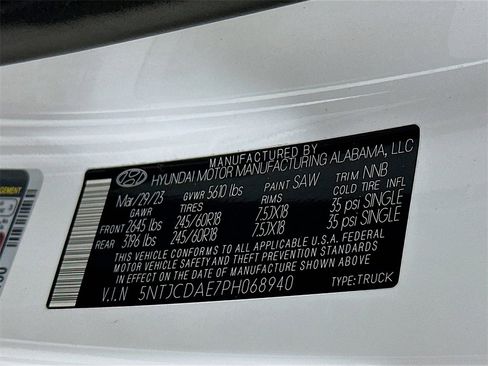 MANUFACTURED BY
HYUNDAI MOTOR MANUFACTURING ALABAMA, LLC
Mar/29/23 GVWR 5610 lbs PAINT SAW TRIM NNB
GAWR TIRES RIMS COLD TIRE INFL
FRONT 2645 lbs 245/60R18 7.5JX18 35 psi SINGLE
REAR 3196 lbs 245/60R18 7.5JX18 35 psi SINGLE
THIS VEHICLE CONFORMS TO ALL APPLICABLE U.S.A. FEDERAL
MOTOR VEHICLE SAFETY AND THEFT PREVENTION STANDARDS
IN EFFECT ON THE DATE OF MANUFACTURE SHOWN ABOVE.
V.I.N 5NTJCDAE7PH068940 TYPE:TRUCK